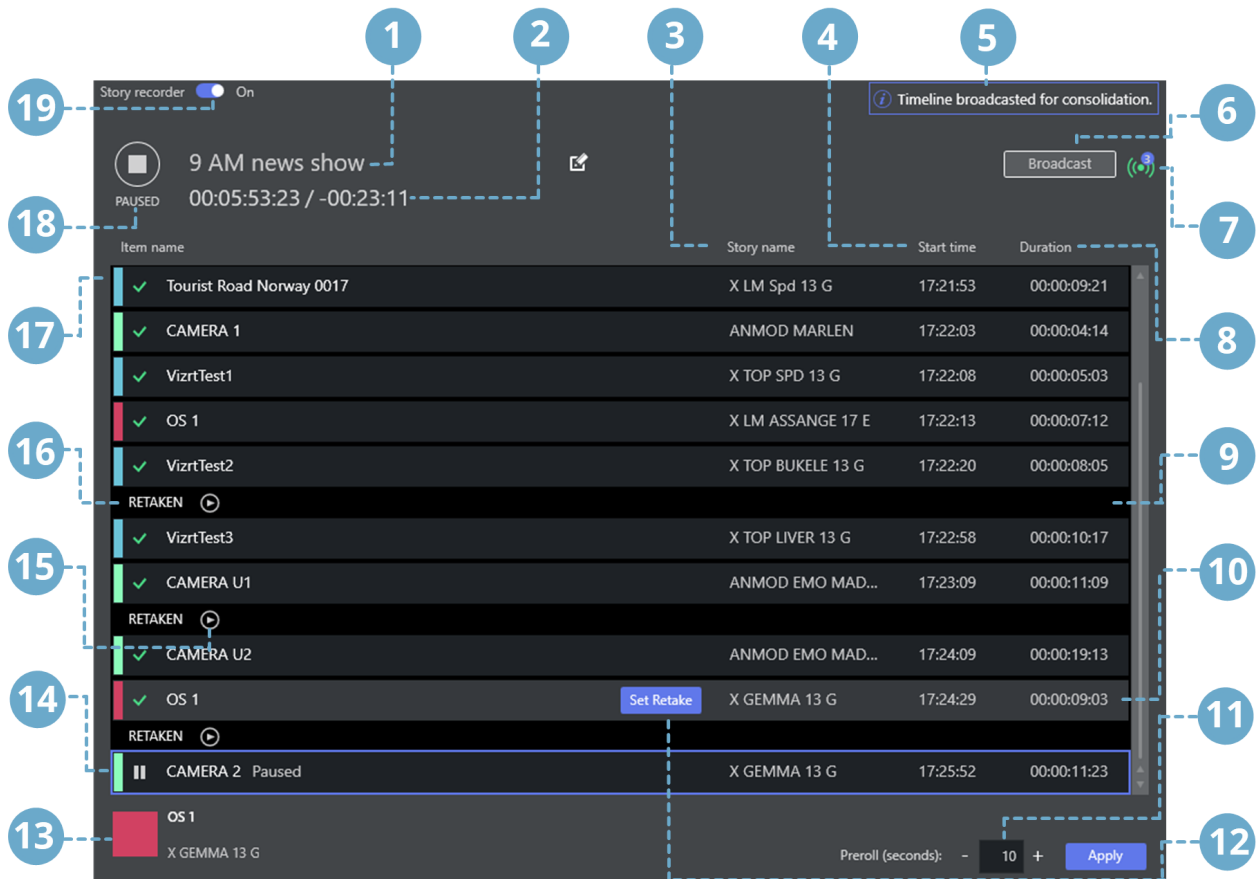 1 2 3 4 5
19 Story recorder On
i Timeline broadcasted for consolidation.
6
9 AM news show
Broadcast 3
PAUSED 00:05:53:23 / -00:23:11
18 7
Item name Story name Start time Duration
17 Tourist Road Norway 0017 X LM Spd 13 G 17:21:53 00:00:09:21
CAMERA 1 ANMOD MARLEN 17:22:03 00:00:04:14
8
VizrtTest1 X TOP SPD 13 G 17:22:08 00:00:05:03
OS 1 X LM ASSANGE 17 E 17:22:13 00:00:07:12
16 9
VizrtTest2 X TOP BUKELE 13 G 17:22:20 00:00:08:05
RETAKEN
VizrtTest3 X TOP LIVER 13 G 17:22:58 00:00:10:17
15 10
CAMERA U1 ANMOD EMO MAD... 17:23:09 00:00:11:09
RETAKEN
CAMERA U2 ANMOD EMO MAD... 17:24:09 00:00:19:13
14 OS 1 Set Retake X GEMMA 13 G 17:24:29 00:00:09:03
11
RETAKEN
CAMERA 2 Paused X GEMMA 13 G 17:25:52 00:00:11:23
13 OS 1
12
X GEMMA 13 G
Preroll (seconds): - 10 + Apply